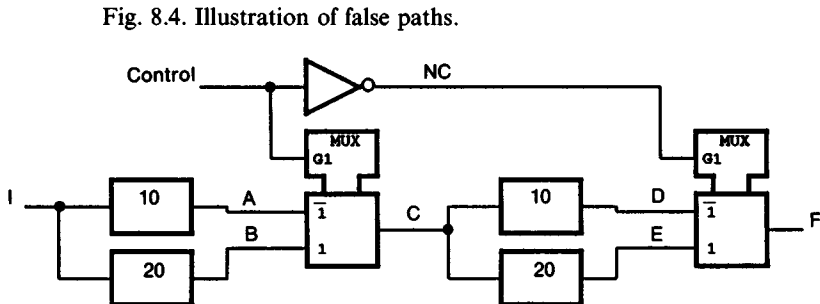 Fig. 8.4. Illustration of false paths.
Control
NC
MUX
G1
MUX
G1
I
10
A
1̅
B
1
20
C
10
D
1̅
E
1
20
F